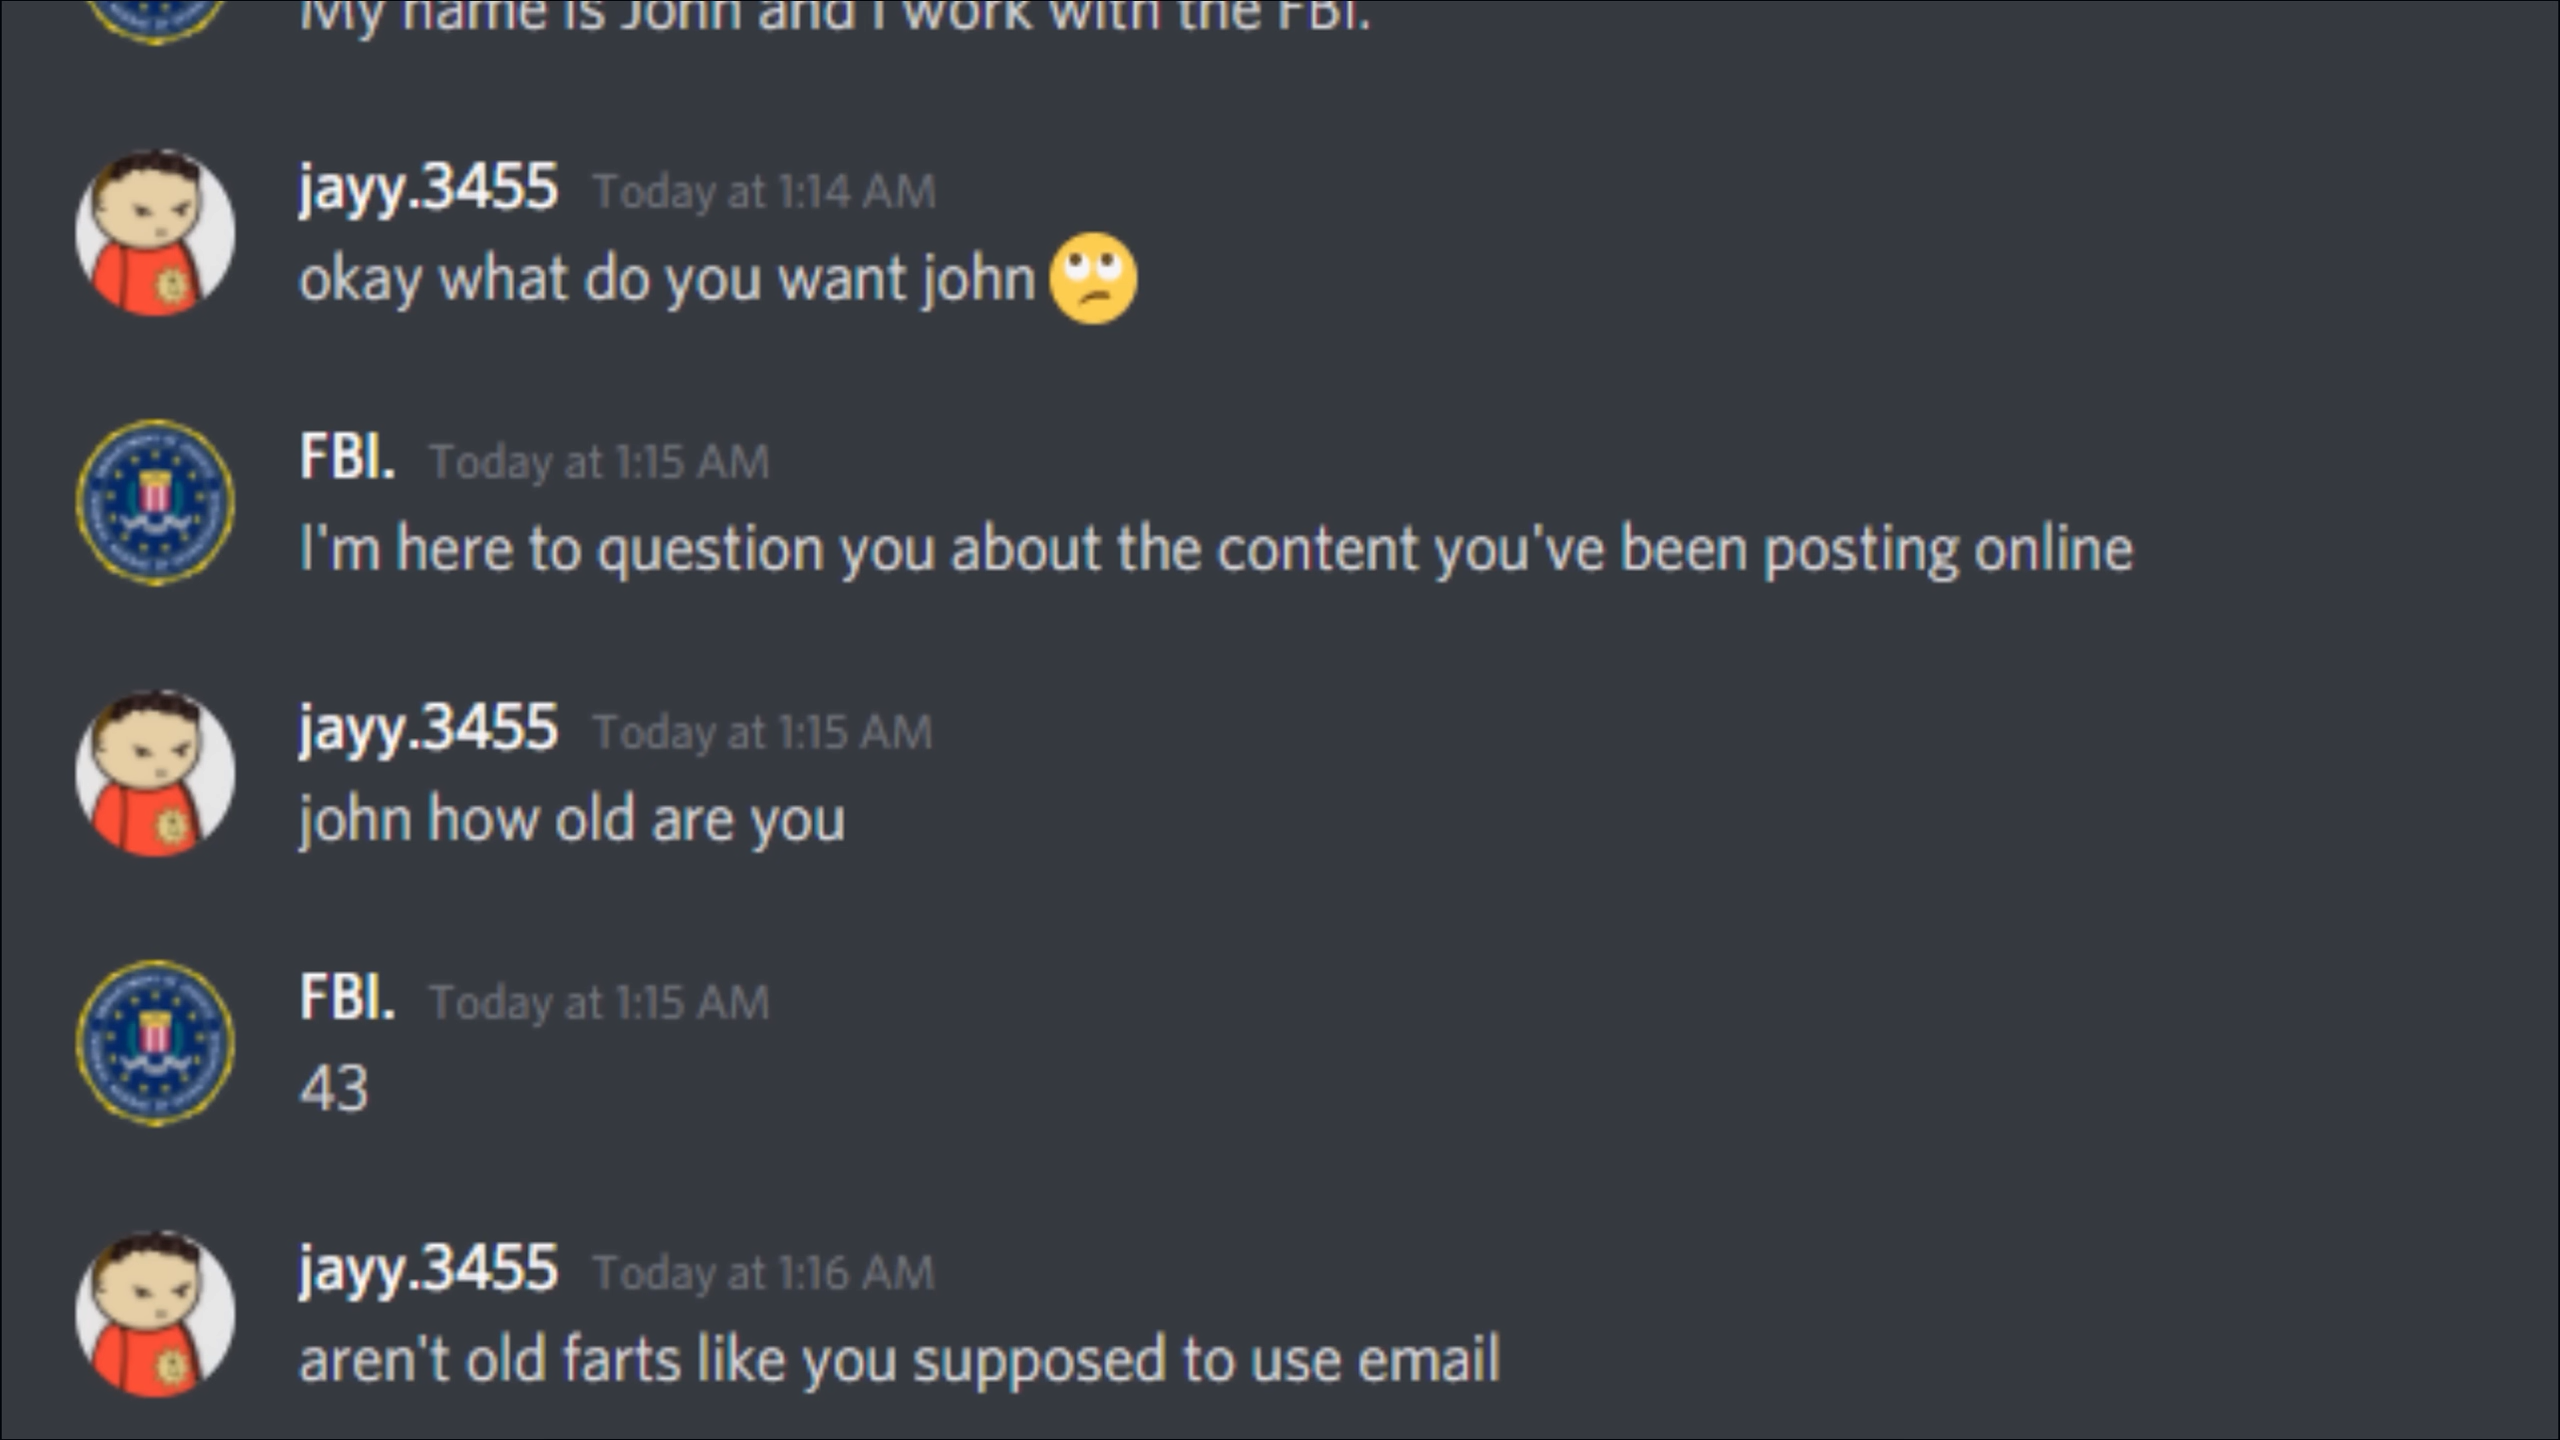 My name is John and I work with the FBI.
jayy.3455 Today at 1:14 AM
okay what do you want john 🙄
FBI. Today at 1:15 AM
I'm here to question you about the content you've been posting online
jayy.3455 Today at 1:15 AM
john how old are you
FBI. Today at 1:15 AM
43
jayy.3455 Today at 1:16 AM
aren't old farts like you supposed to use email